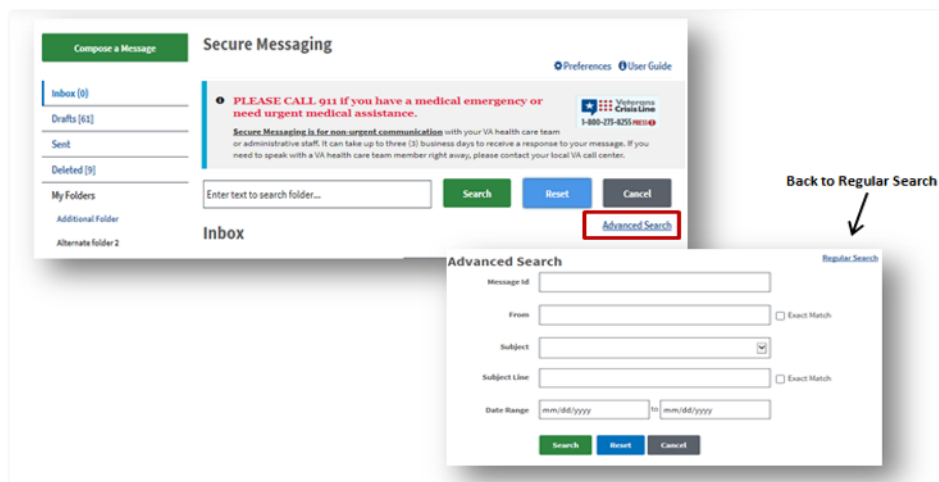 Compose a Message
Secure Messaging
Preferences User Guide
Inbox (0)
Drafts [61]
Sent
Deleted [9]
My Folders
Additional Folder
Alternate folder 2
PLEASE CALL 911 if you have a medical emergency or
need urgent medical assistance.
Veterans
Crisis Line
1-800-273-8255 PRESS 1
Secure Messaging is for non-urgent communication with your VA health care team
or administrative staff. It can take up to three (3) business days to receive a response to your message. If you
need to speak with a VA health care team member right away, please contact your local VA call center.
Enter text to search folder...
Search
Reset
Cancel
Advanced Search
Inbox
Back to Regular Search
Advanced Search
Regular Search
Message Id
From
Exact Match
Subject
Subject Line
Exact Match
Date Range mm/dd/yyyy to mm/dd/yyyy
Search Reset Cancel